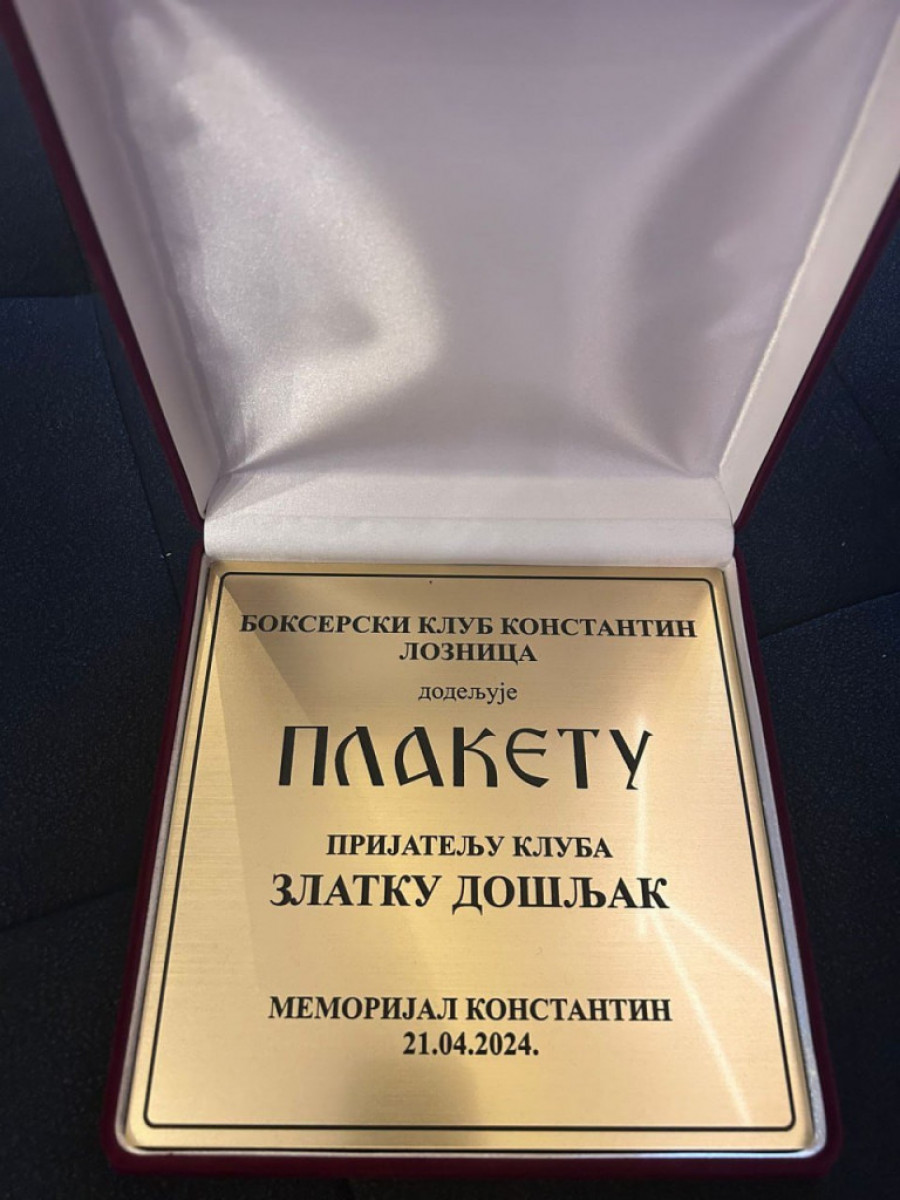 БОКСЕРСКИ КЛУБ КОНСТАНТИН
ЛОЗНИЦА
додељује
ПЛАКЕТУ
ПРИЈАТЕЉУ КЛУБА
ЗЛАТКУ ДОШЉАК
МЕМОРИЈАЛ КОНСТАНТИН
21.04.2024.